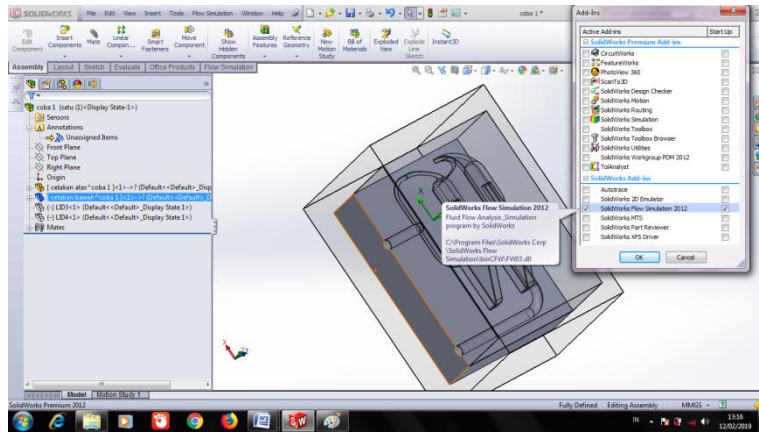 SOLIDWORKS File Edit View Insert Tools Flow Simulation Window Help coba 1 *
Edit Component
Insert Components
Mate
Linear Compon...
Smart Fasteners
Move Component
Show Hidden Components
Assembly Features
Reference Geometry
New Motion Study
Bill of Materials
Exploded View
Explode Line Sketch
Instant3D
Assembly Layout Sketch Evaluate Office Products Flow Simulation
coba 1 (satu (1)<Display State-1>)
Sensors
Annotations
Unassigned Items
Front Plane
Top Plane
Right Plane
Origin
[ cetakan atas^coba 1 ]<1>->? (Default<<Default>_Disp
[ cetakan bawah^coba 1 ]<1>->? (Default<<Default>_D
(-) LID3<1> (Default<<Default>_Display State 1>)
(-) LID4<1> (Default<<Default>_Display State 1>)
Mates
SolidWorks Flow Simulation 2012
Fluid Flow Analysis_Simulation
program by SolidWorks
C:\Program Files\SolidWorks Corp
\SolidWorks Flow
Simulation\binCFW\FW03.dll
Add-Ins
Active Add-ins Start Up
SolidWorks Premium Add-ins
CircuitWorks
FeatureWorks
PhotoView 360
ScanTo3D
SolidWorks Design Checker
SolidWorks Motion
SolidWorks Routing
SolidWorks Simulation
SolidWorks Toolbox
SolidWorks Toolbox Browser
SolidWorks Utilities
SolidWorks Workgroup PDM 2012
TolAnalyst
SolidWorks Add-ins
Autotrace
SolidWorks 2D Emulator
SolidWorks Flow Simulation 2012
SolidWorks MTS
SolidWorks Part Reviewer
SolidWorks XPS Driver
OK Cancel
Model Motion Study 1
SolidWorks Premium 2012 Fully Defined Editing Assembly MMGS
IN 13:16
12/02/2019